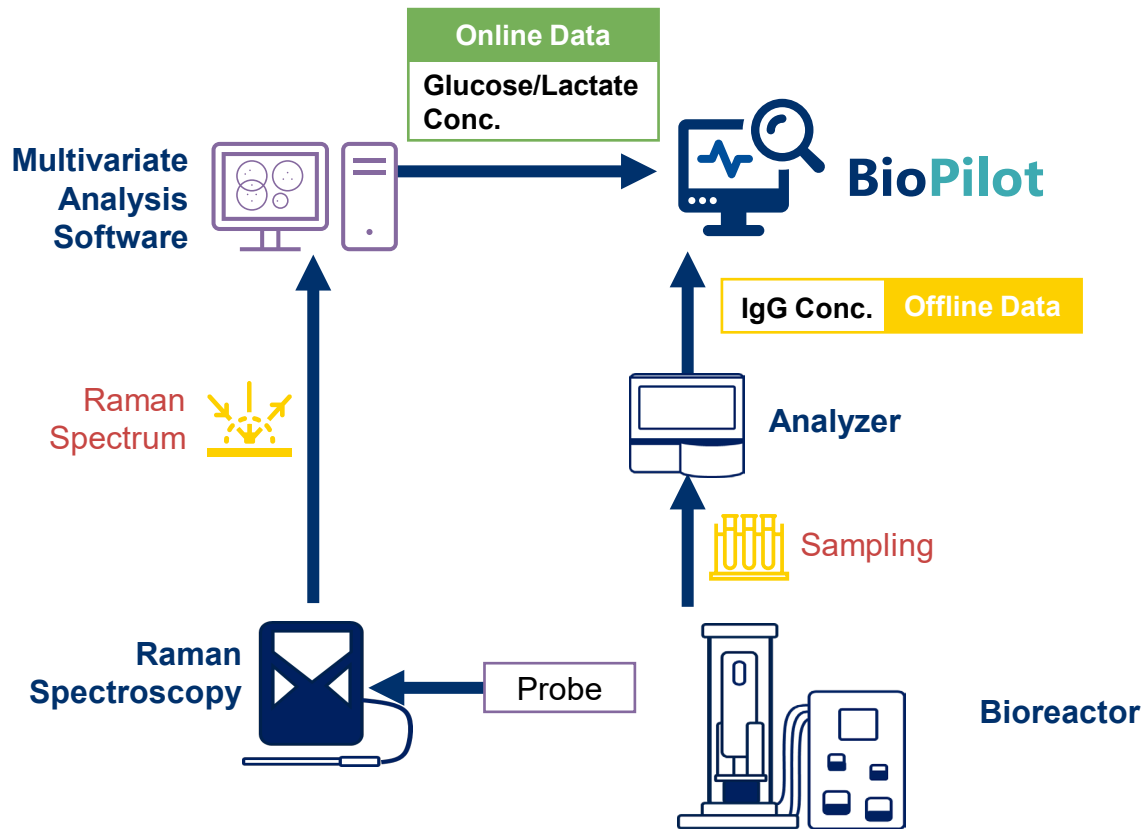 Online Data
Glucose/Lactate
Conc.
Multivariate
Analysis
Software
BioPilot
IgG Conc.
Offline Data
Raman
Spectrum
Analyzer
Sampling
Raman
Spectroscopy
Probe
Bioreactor